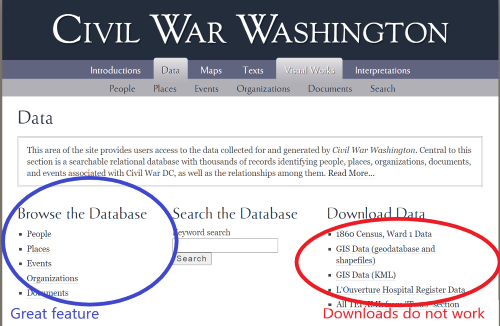 CIVIL WAR WASHINGTON
Introductions Data Maps Texts Visual Works Interpretations
People Places Events Organizations Documents Search
Data
This area of the site provides users access to the data collected for and generated by Civil War Washington. Central to this
section is a searchable relational database with thousands of records identifying people, places, organizations, documents,
and events associated with Civil War DC, as well as the relationships among them. Read More...
Browse the Database
People
Places
Events
Organizations
Documents
Great feature
Search the Database
Keyword search
Search
Download Data
1860 Census, Ward 1 Data
GIS Data (geodatabase and
shapefiles)
GIS Data (KML)
L'Ouverture Hospital Register Data
All TEI XML from "Texts" section
Downloads do not work